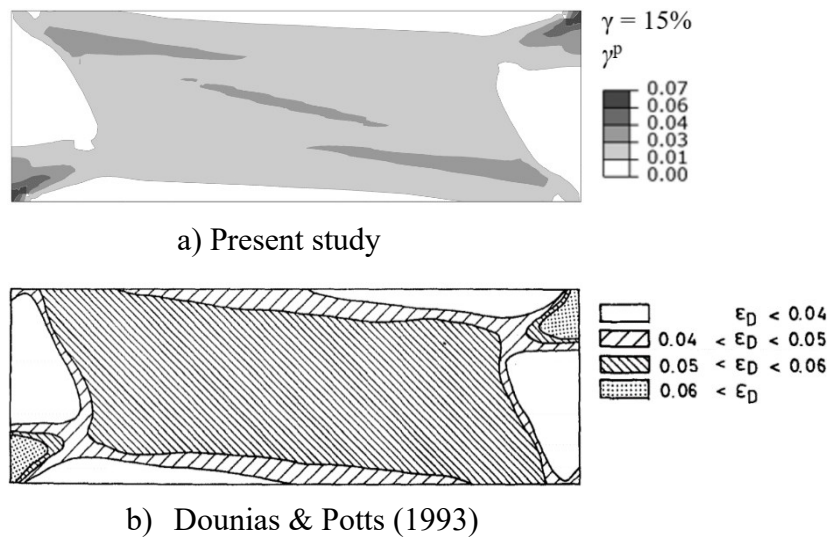 γ = 15%
γᵖ
0.07
0.06
0.04
0.03
0.01
0.00
a) Present study
ε_D < 0.04
0.04 < ε_D < 0.05
0.05 < ε_D < 0.06
0.06 < ε_D
b) Dounias & Potts (1993)